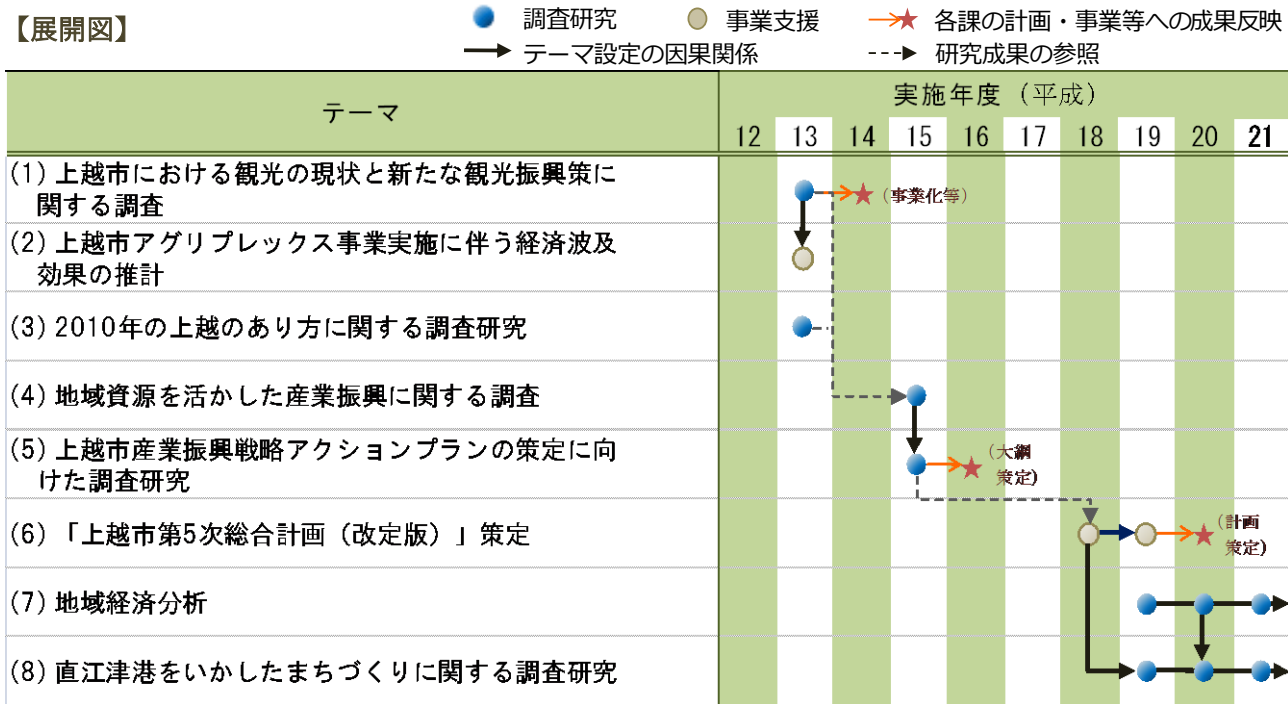 【展開図】
調査研究 事業支援 各課の計画・事業等への成果反映
テーマ設定の因果関係 研究成果の参照
テーマ
実施年度（平成）
12 13 14 15 16 17 18 19 20 21
(1) 上越市における観光の現状と新たな観光振興策に
関する調査
（事業化等）
(2) 上越市アグリプレックス事業実施に伴う経済波及
効果の推計
(3) 2010年の上越のあり方に関する調査研究
(4) 地域資源を活かした産業振興に関する調査
(5) 上越市産業振興戦略アクションプランの策定に向
けた調査研究
（大綱
策定）
(6) 「上越市第5次総合計画（改定版）」策定
（計画
策定）
(7) 地域経済分析
(8) 直江津港をいかしたまちづくりに関する調査研究